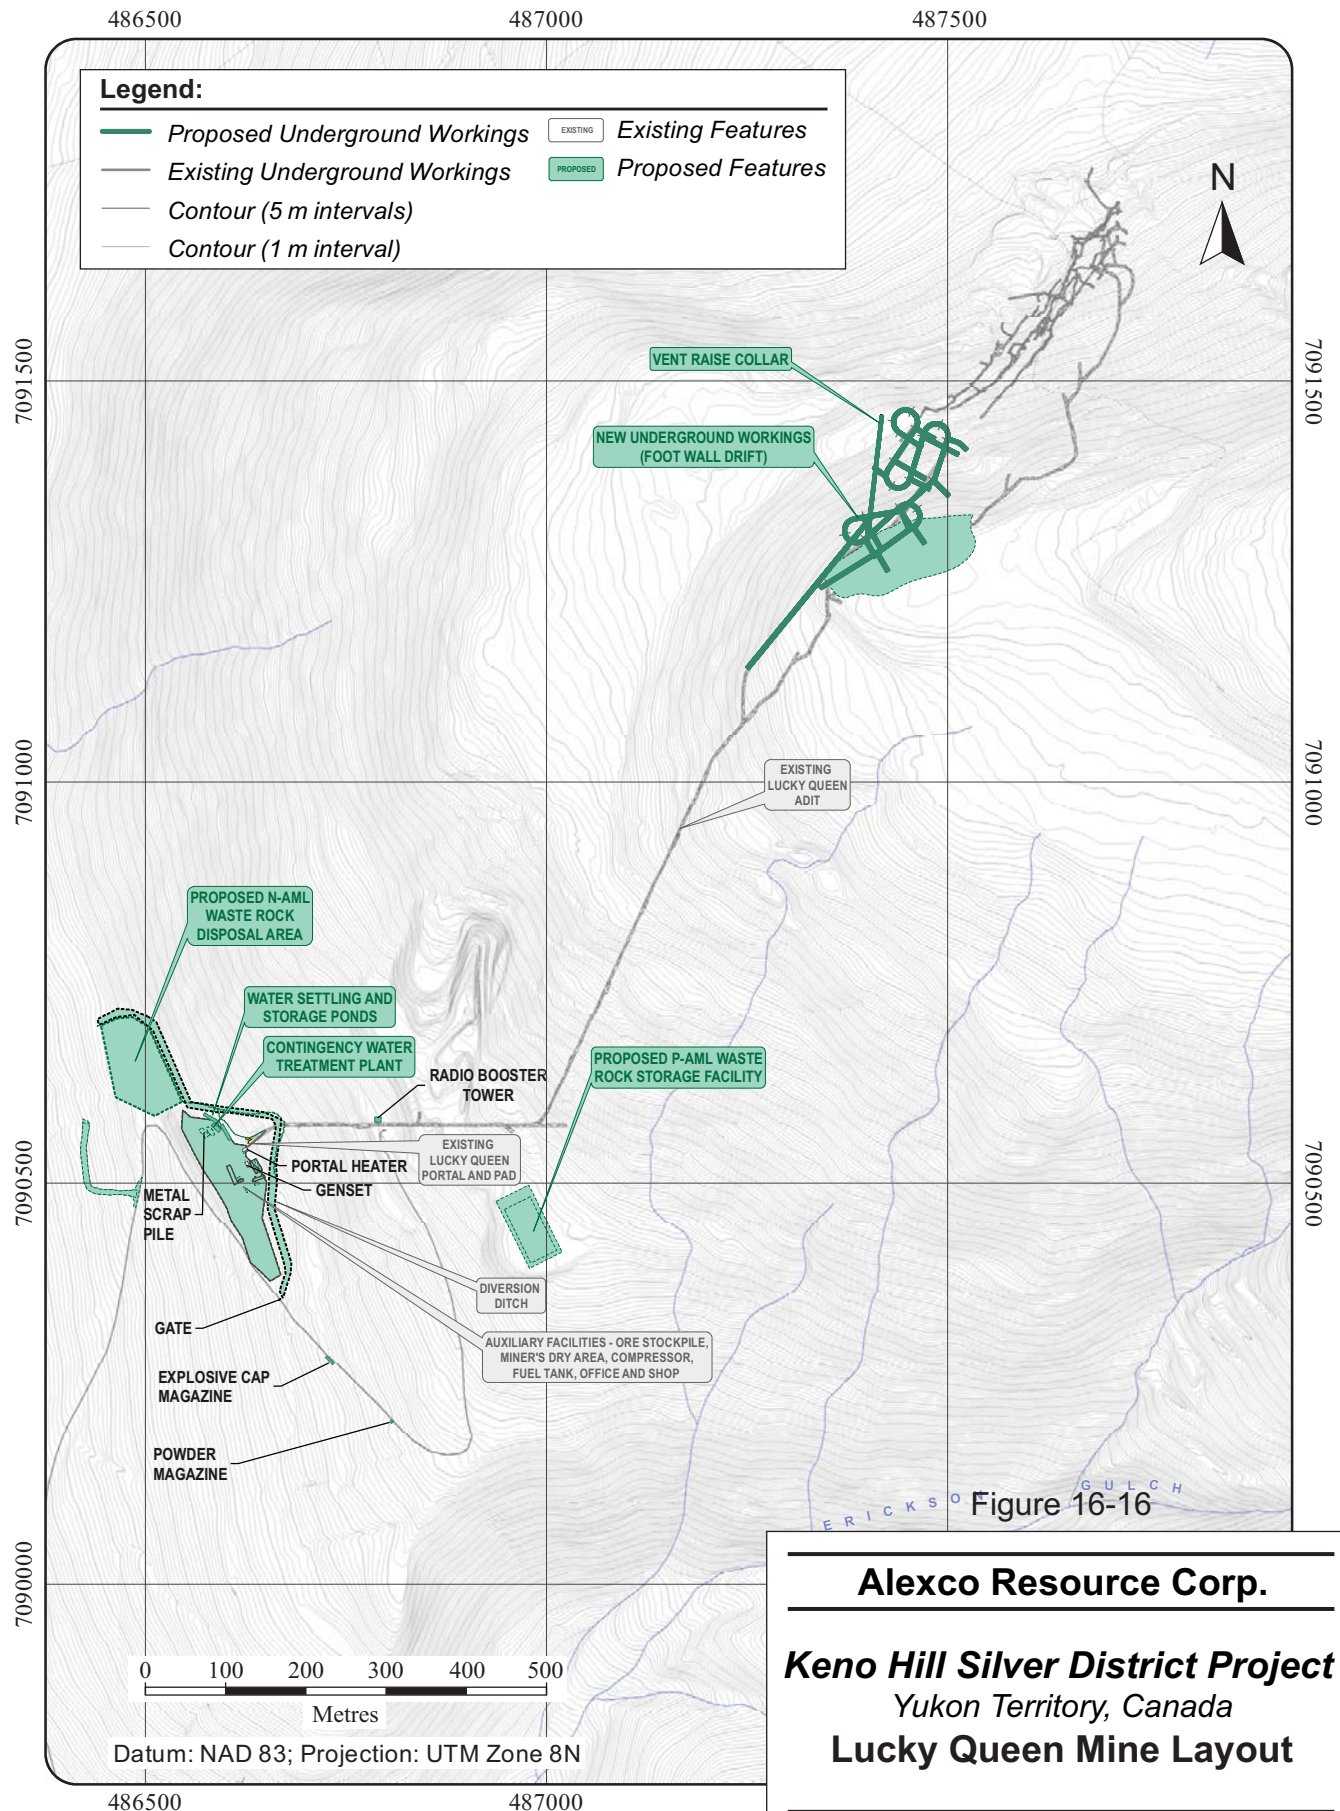 486500
487000
487500
Legend:
Proposed Underground Workings
Existing Underground Workings
Contour (5 m intervals)
Contour (1 m interval)
EXISTING
Existing Features
PROPOSED
Proposed Features
N
VENT RAISE COLLAR
NEW UNDERGROUND WORKINGS
(FOOT WALL DRIFT)
7091500
7091500
7091000
7091000
EXISTING
LUCKY QUEEN
ADIT
PROPOSED N-AML
WASTE ROCK
DISPOSAL AREA
WATER SETTLING AND
STORAGE PONDS
CONTINGENCY WATER
TREATMENT PLANT
RADIO BOOSTER
TOWER
PROPOSED P-AML WASTE
ROCK STORAGE FACILITY
EXISTING
LUCKY QUEEN
PORTAL AND PAD
PORTAL HEATER
GENSET
METAL
SCRAP
PILE
7090500
7090500
DIVERSION
DITCH
GATE
AUXILIARY FACILITIES - ORE STOCKPILE,
MINER'S DRY AREA, COMPRESSOR,
FUEL TANK, OFFICE AND SHOP
EXPLOSIVE CAP
MAGAZINE
POWDER
MAGAZINE
ERICKSON GULCH
Figure 16-16
7090000
Alexco Resource Corp.
Keno Hill Silver District Project
Yukon Territory, Canada
Lucky Queen Mine Layout
0 100 200 300 400 500
Metres
Datum: NAD 83; Projection: UTM Zone 8N
486500
487000